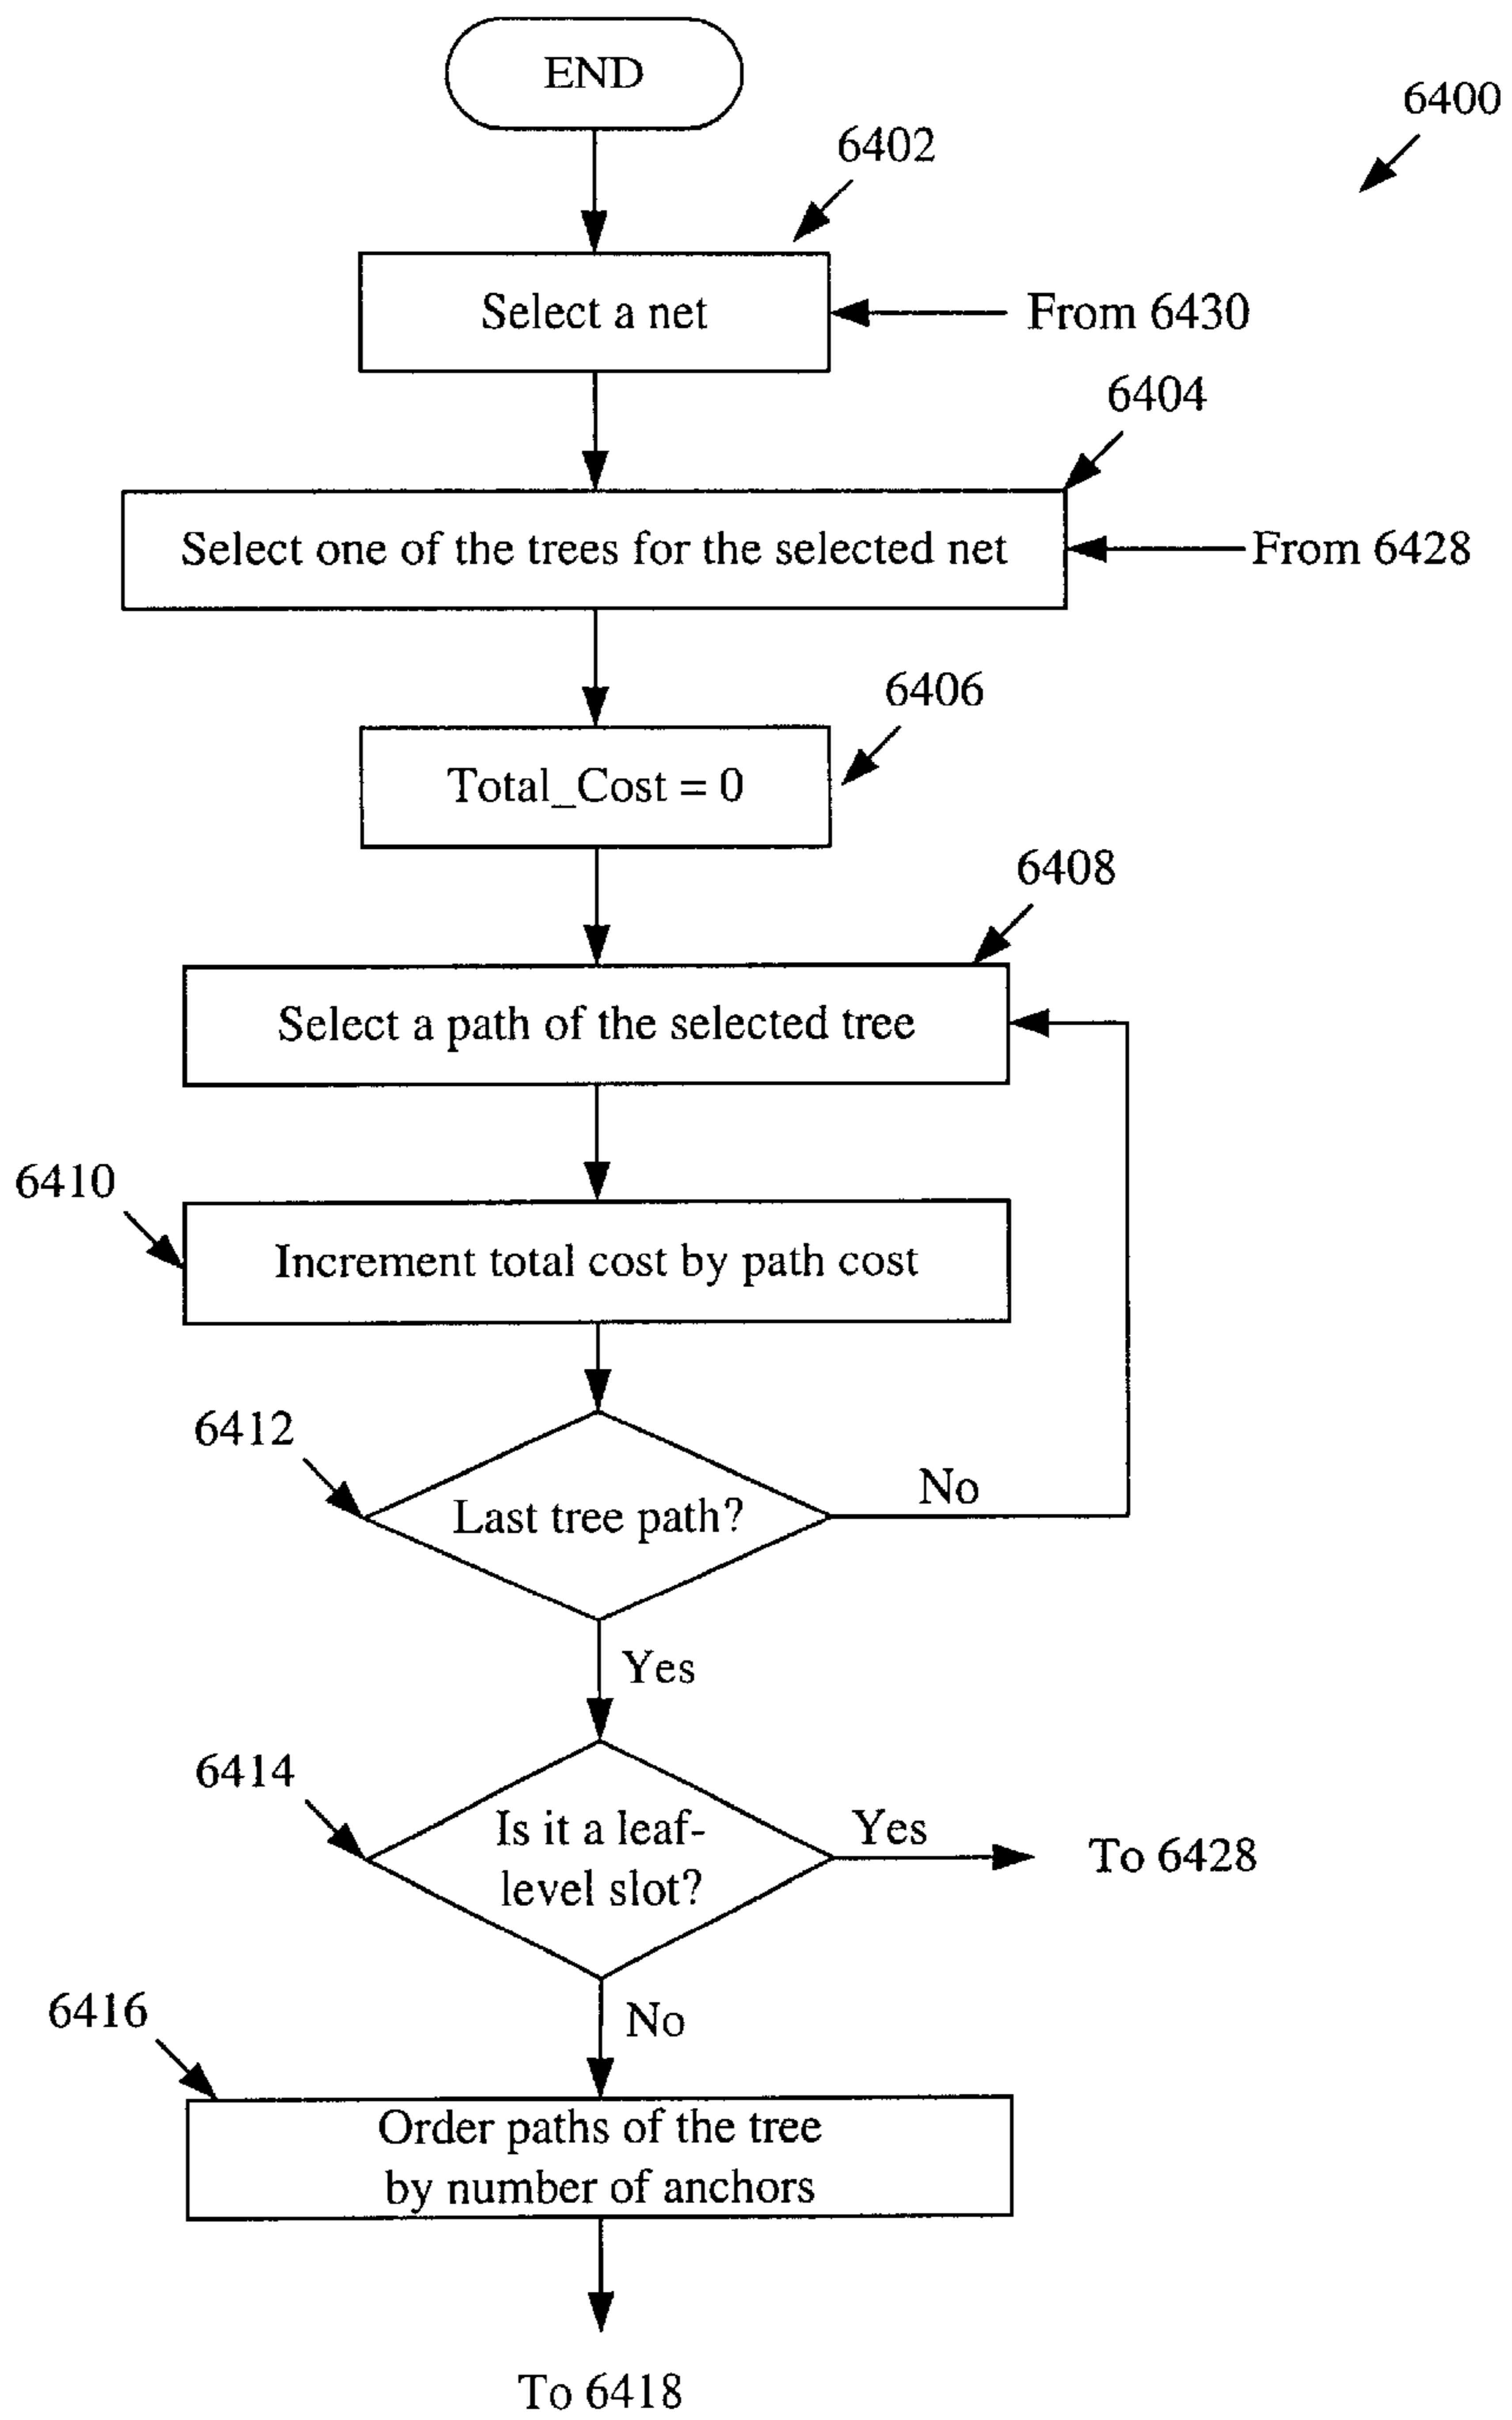 END
6400
6402
Select a net
From 6430
6404
Select one of the trees for the selected net
From 6428
6406
Total_Cost = 0
6408
Select a path of the selected tree
6410
Increment total cost by path cost
6412
Last tree path?
No
Yes
6414
Is it a leaf-
level slot?
Yes
To 6428
No
6416
Order paths of the tree
by number of anchors
To 6418